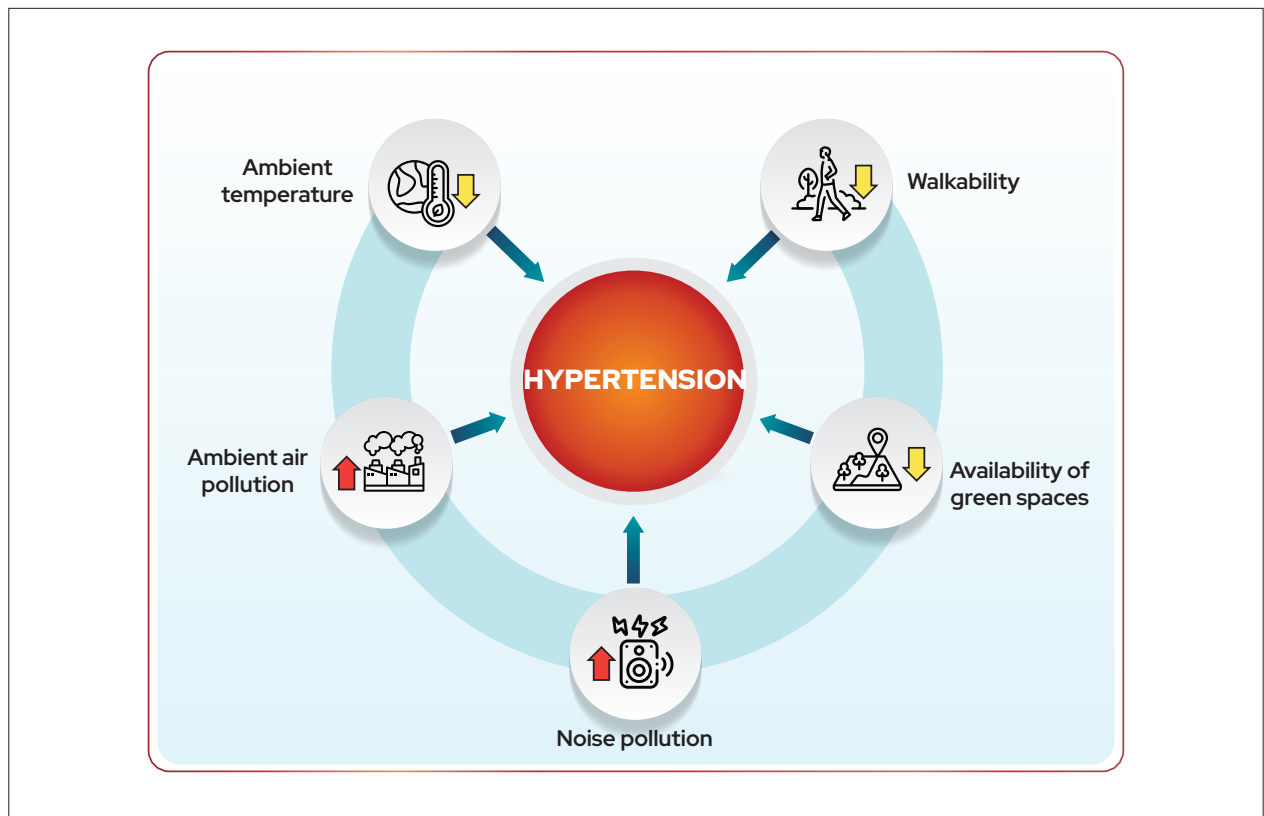 Ambient
temperature
Walkability
HYPERTENSION
Ambient air
pollution
Availability of
green spaces
Noise pollution